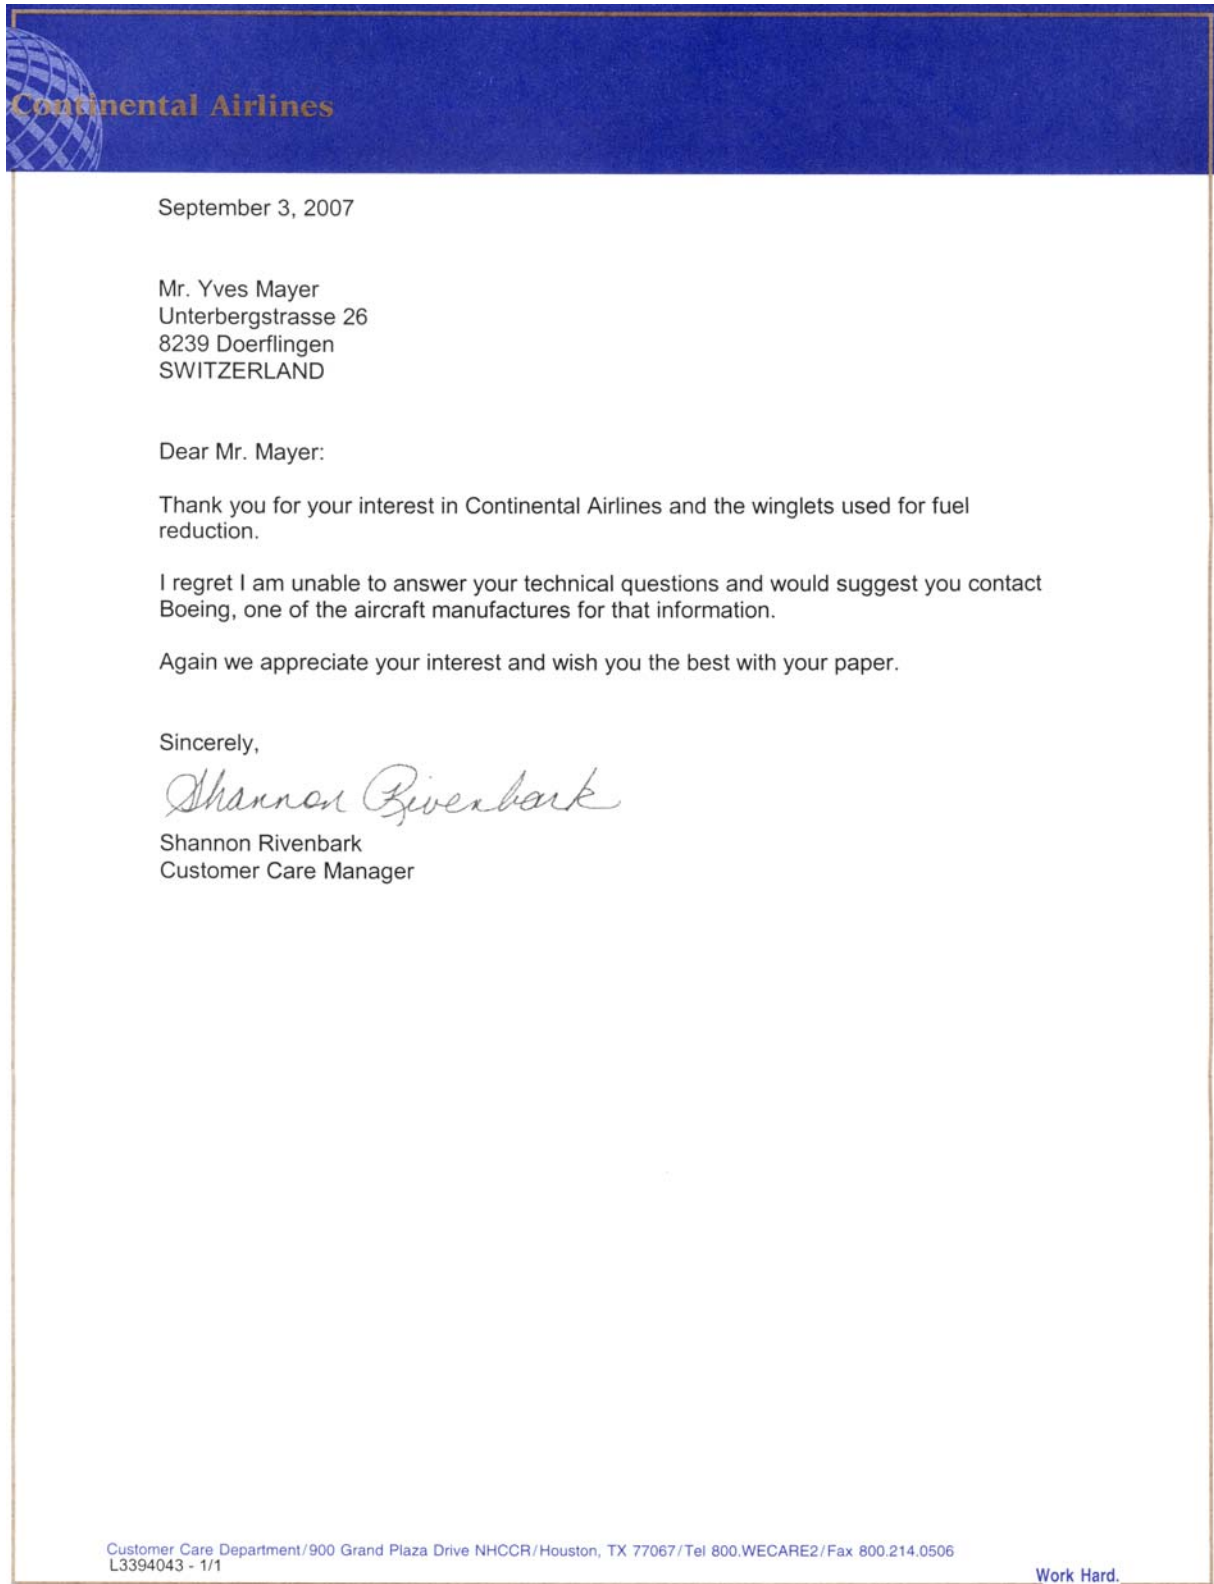 Continental Airlines
September 3, 2007
Mr. Yves Mayer
Unterbergstrasse 26
8239 Doerflingen
SWITZERLAND
Dear Mr. Mayer:
Thank you for your interest in Continental Airlines and the winglets used for fuel
reduction.
I regret I am unable to answer your technical questions and would suggest you contact
Boeing, one of the aircraft manufactures for that information.
Again we appreciate your interest and wish you the best with your paper.
Sincerely,
Shannon Rivenbark
Shannon Rivenbark
Customer Care Manager
Customer Care Department/900 Grand Plaza Drive NHCCR/Houston, TX 77067/Tel 800.WECARE2/Fax 800.214.0506
L3394043 - 1/1
Work Hard.